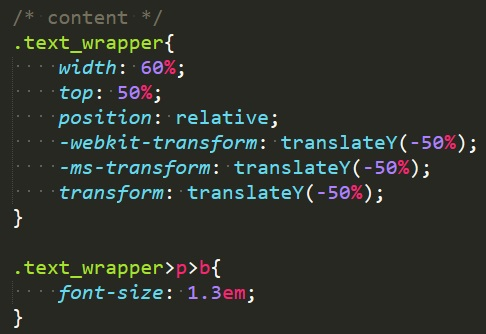 /* content */
.text_wrapper{
    width: 60%;
    top: 50%;
    position: relative;
    -webkit-transform: translateY(-50%);
    -ms-transform: translateY(-50%);
    transform: translateY(-50%);
}

.text_wrapper>p>b{
    font-size: 1.3em;
}